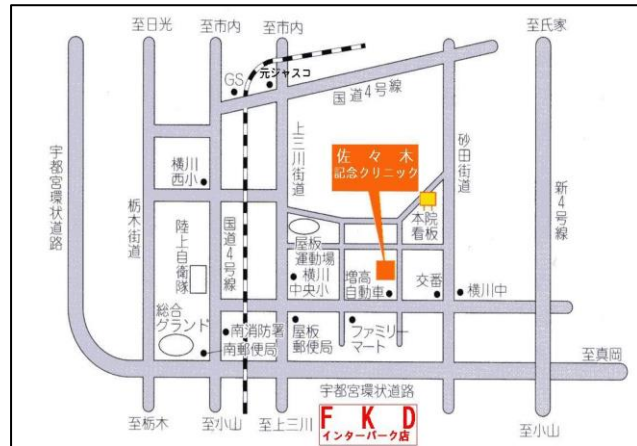 至日光
至市内
至市内
至氏家
元ジャスコ
GS
国道4号線
宇都宮環状道路
上三川街道
砂田街道
佐々木
記念クリニック
横川
西小
栃木街道
国道4号線
新4号線
本院
看板
陸上自衛隊
屋板
運動場
横川
中央小
増高
自動車
交番
横川中
総合
グランド
南消防署
南郵便局
屋板
郵便局
ファミリー
マート
至真岡
宇都宮環状道路
至栃木
至小山
至上三川
FKD
インターパーク店
至小山